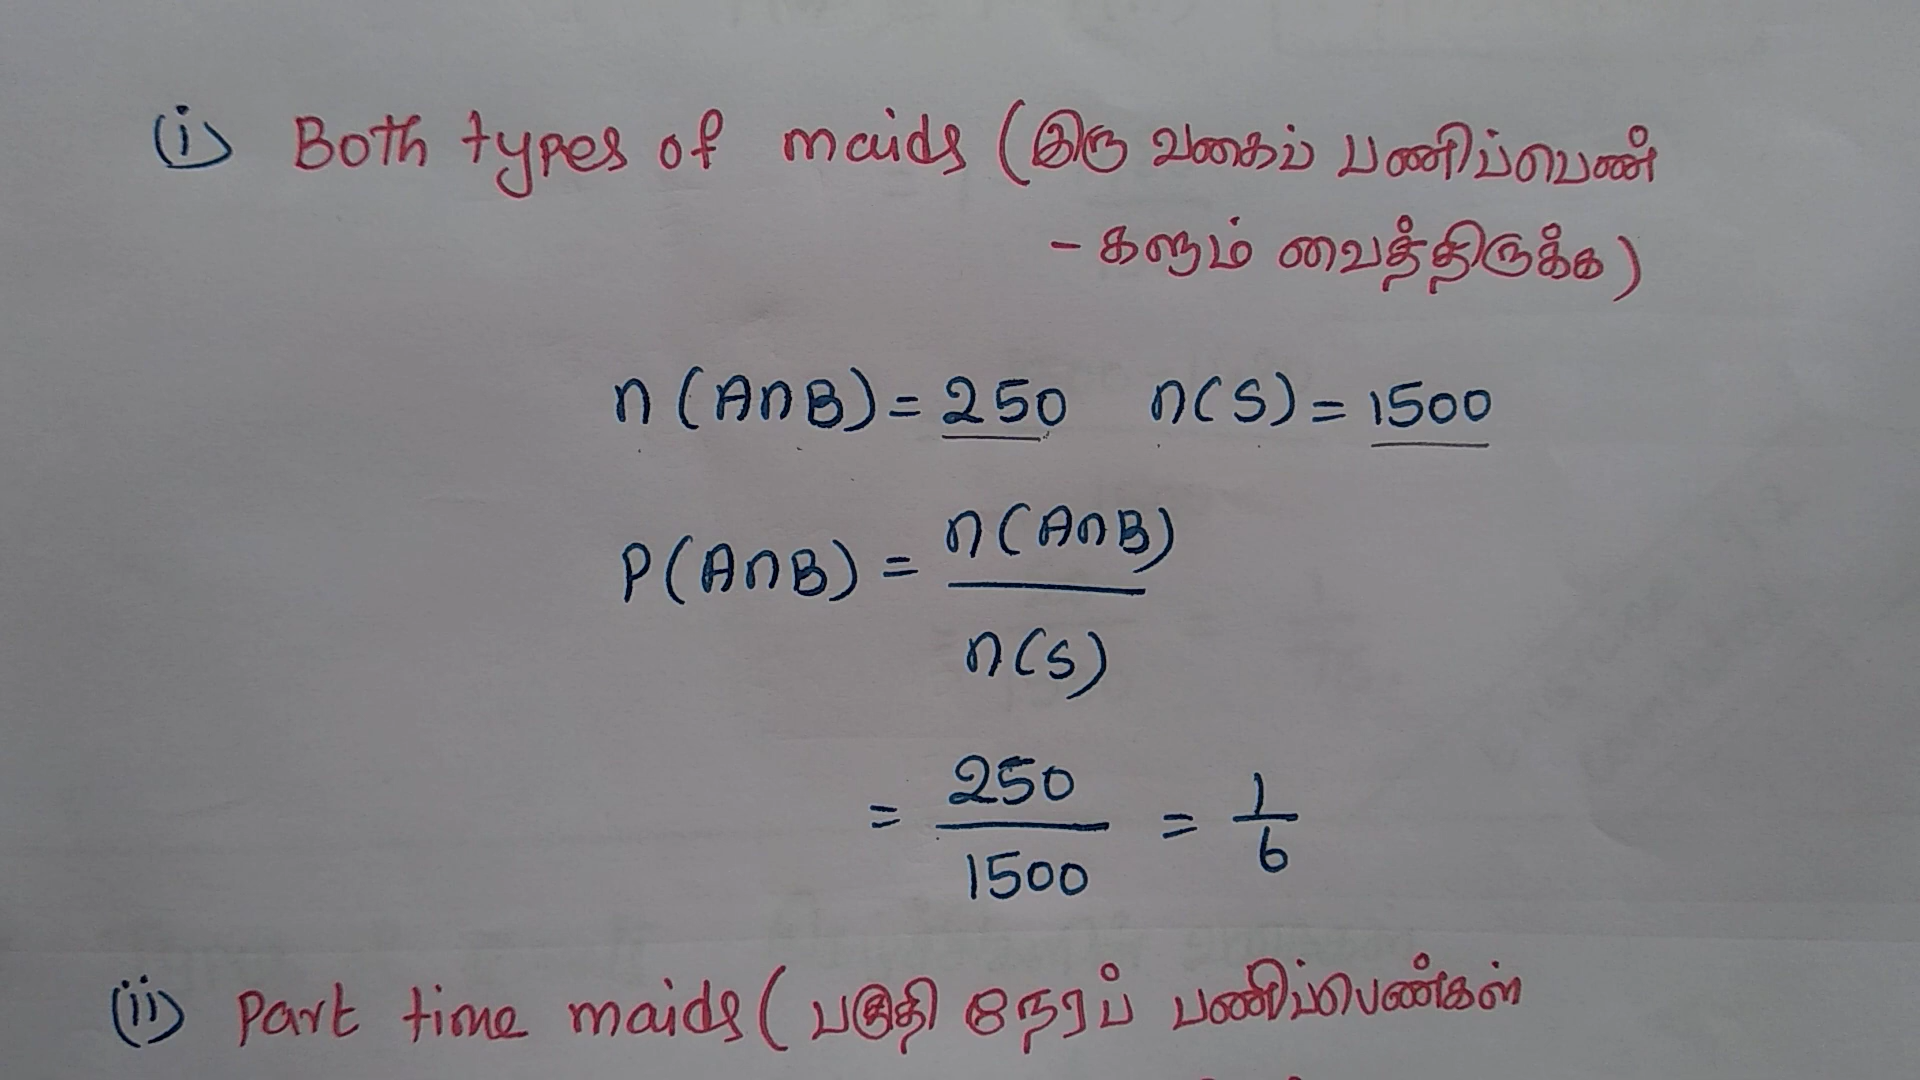 (i) Both types of maids (இரு வகைப் பணிப்பெண்
- களும் வைத்திருக்க)
n(A∩B) = 250 n(S) = 1500
P(A∩B) = n(A∩B)
n(S)
= 250/1500 = 1/6
(ii) Part time maids (பகுதி நேரப் பணிப்பெண்கள்